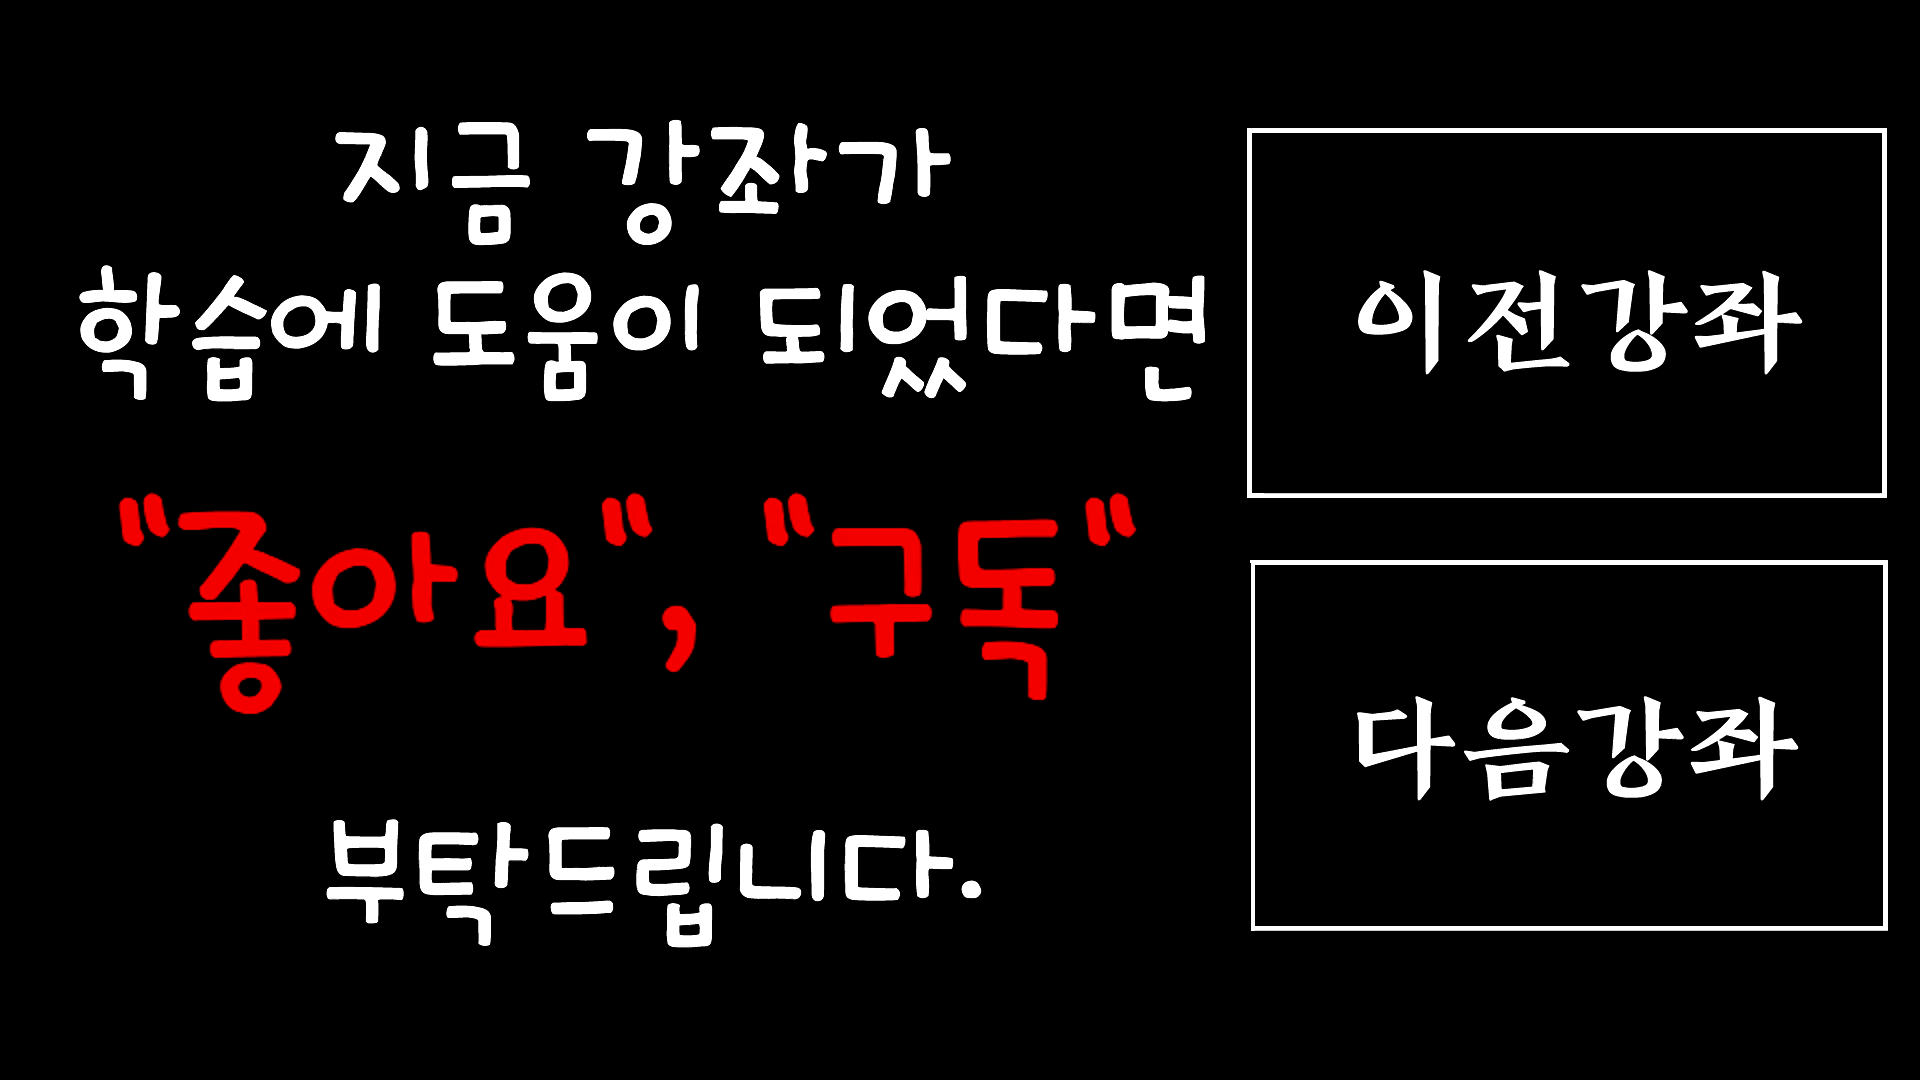 지금 강좌가
학습에 도움이 되었다면
"좋아요", "구독"
부탁드립니다.
이전강좌
다음강좌